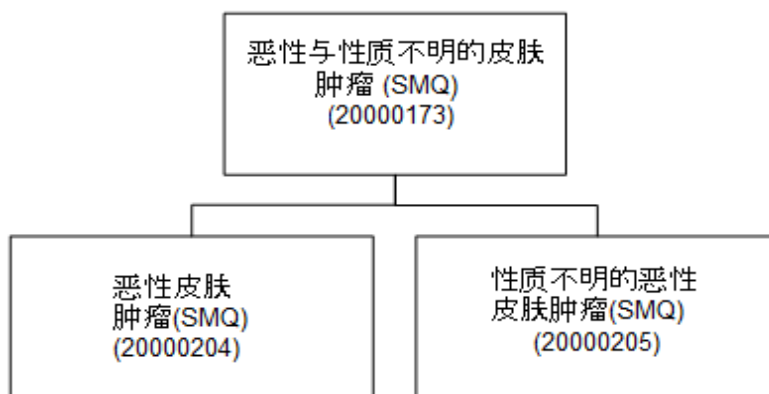 恶性与性质不明的皮肤
肿瘤 (SMQ)
(20000173)
恶性皮肤
肿瘤(SMQ)
(20000204)
性质不明的恶性
皮肤肿瘤(SMQ)
(20000205)